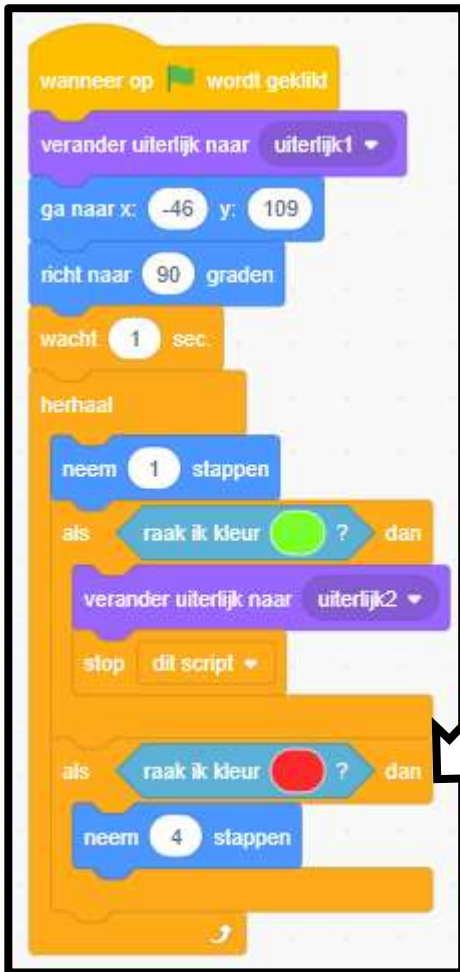 wanneer op wordt geklikt
verander uiterlijk naar uiterlijk1
ga naar x: -46 y: 109
richt naar 90 graden
wacht 1 sec.
herhaal
neem 1 stappen
als raak ik kleur ? dan
verander uiterlijk naar uiterlijk2
stop dit script
als raak ik kleur ? dan
neem 4 stappen